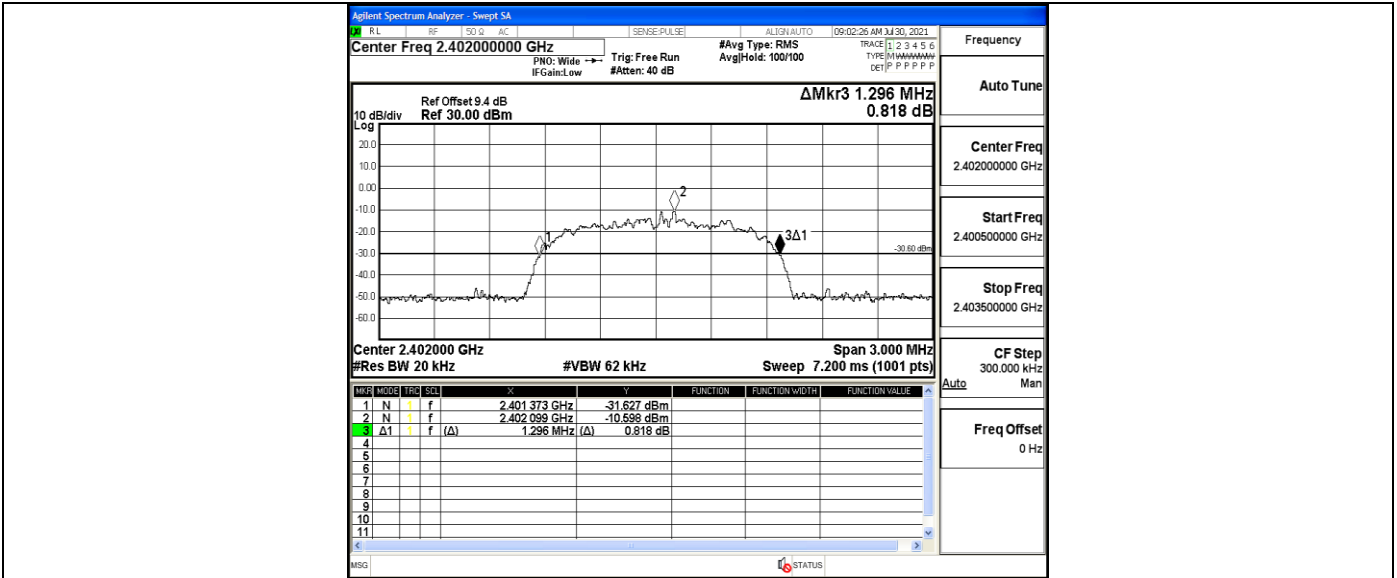 Agilent Spectrum Analyzer - Swept SA
LXI RL RF 50 Ω AC SENSE:PULSE ALIGNAUTO 09:02:26 AM Jul 30, 2021
Center Freq 2.402000000 GHz
PNO: Wide
IFGain:Low
Trig: Free Run
#Atten: 40 dB
#Avg Type: RMS
Avg|Hold: 100/100
TRACE 1 2 3 4 5 6
TYPE M WWWWW
DET P P P P P P
Ref Offset 9.4 dB
10 dB/div Ref 30.00 dBm
Log
ΔMkr3 1.296 MHz
0.818 dB
20.0
10.0
0.00
-10.0
-20.0
-30.0
-40.0
-50.0
-60.0
1
2
3Δ1
-30.60 dBm
Center 2.402000 GHz Span 3.000 MHz
#Res BW 20 kHz #VBW 62 kHz Sweep 7.200 ms (1001 pts)
MKR MODE TRC SCL X Y FUNCTION FUNCTION WIDTH FUNCTION VALUE
1 N 1 f 2.401 373 GHz -31.627 dBm
2 N 1 f 2.402 099 GHz -10.598 dBm
3 Δ1 1 f (Δ) 1.296 MHz (Δ) 0.818 dB
4
5
6
7
8
9
10
11
MSG STATUS
Frequency
Auto Tune
Center Freq
2.402000000 GHz
Start Freq
2.400500000 GHz
Stop Freq
2.403500000 GHz
CF Step
300.000 kHz
Auto Man
Freq Offset
0 Hz